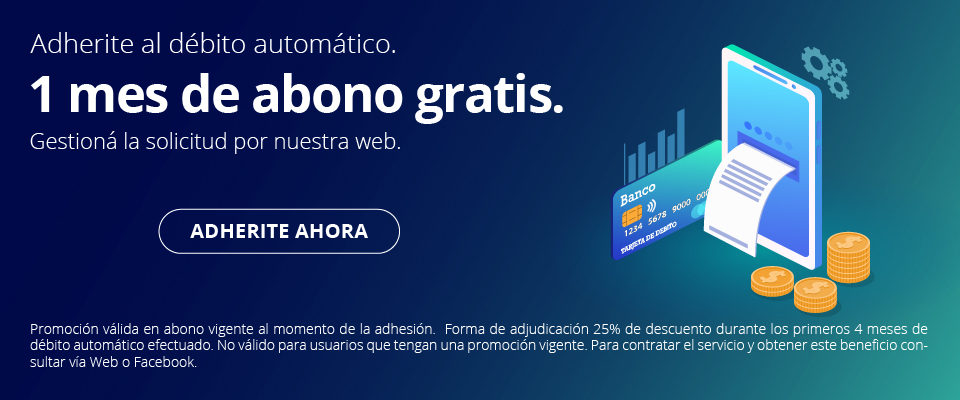 Adherite al débito automático.
1 mes de abono gratis.
Gestioná la solicitud por nuestra web.
Banco
1234 5678 9000 000
TARJETA DE DEBITO
ADHERITE AHORA
Promoción válida en abono vigente al momento de la adhesión. Forma de adjudicación 25% de descuento durante los primeros 4 meses de
débito automático efectuado. No válido para usuarios que tengan una promoción vigente. Para contratar el servicio y obtener este beneficio con-
sultar vía Web o Facebook.